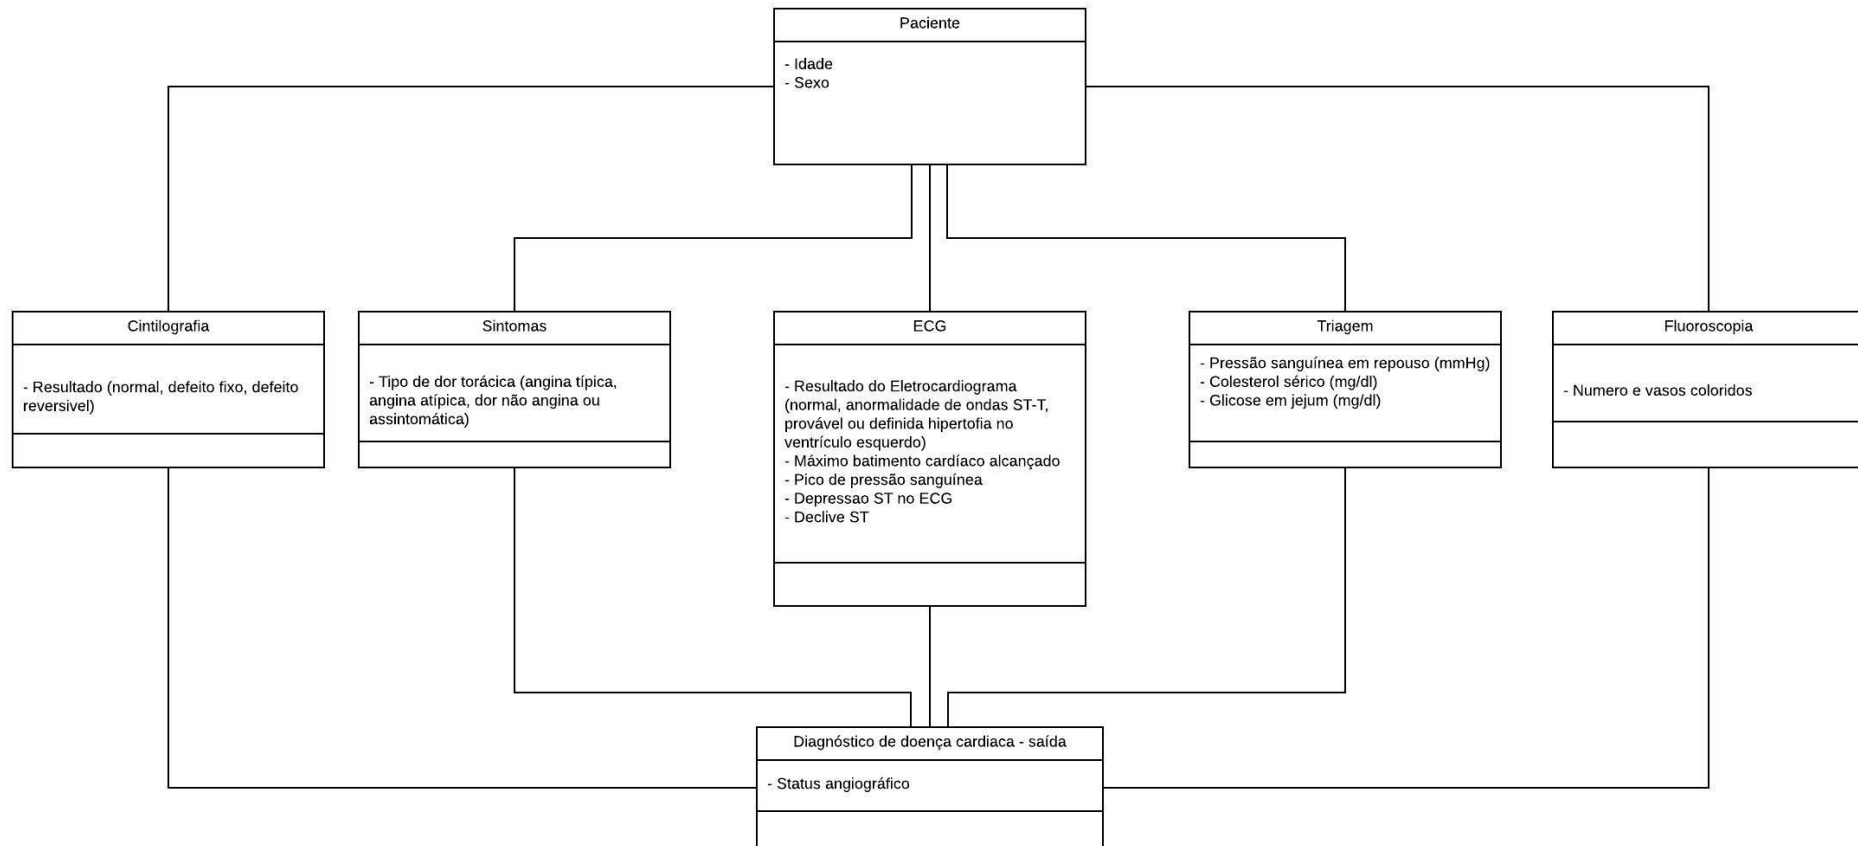 Paciente
- Idade
- Sexo
Cintilografia
- Resultado (normal, defeito fixo, defeito
reversivel)
Sintomas
- Tipo de dor torácica (angina típica,
angina atípica, dor não angina ou
assintomática)
ECG
- Resultado do Eletrocardiograma
(normal, anormalidade de ondas ST-T,
provável ou definida hipertofia no
ventrículo esquerdo)
- Máximo batimento cardíaco alcançado
- Pico de pressão sanguínea
- Depressao ST no ECG
- Declive ST
Triagem
- Pressão sanguínea em repouso (mmHg)
- Colesterol sérico (mg/dl)
- Glicose em jejum (mg/dl)
Fluoroscopia
- Numero e vasos coloridos
Diagnóstico de doença cardiaca - saída
- Status angiográfico